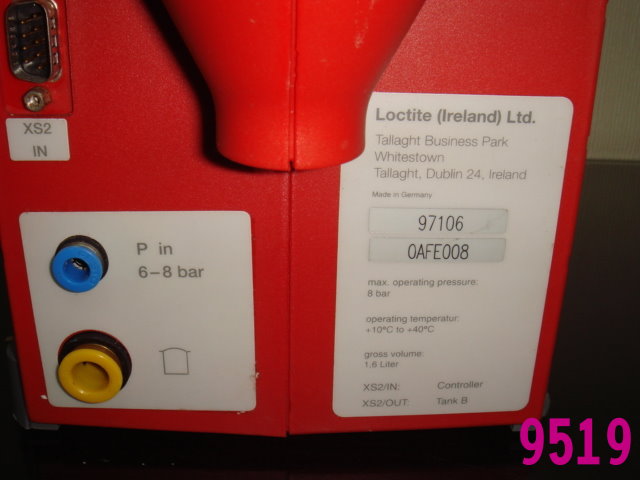 XS2
IN
P in
6–8 bar
Loctite (Ireland) Ltd.
Tallaght Business Park
Whitestown
Tallaght, Dublin 24, Ireland
Made in Germany
97106
0AFE008
max. operating pressure:
8 bar
operating temperatur:
+10°C to +40°C
gross volume:
1,6 Liter
XS2/IN: Controller
XS2/OUT: Tank B
9519